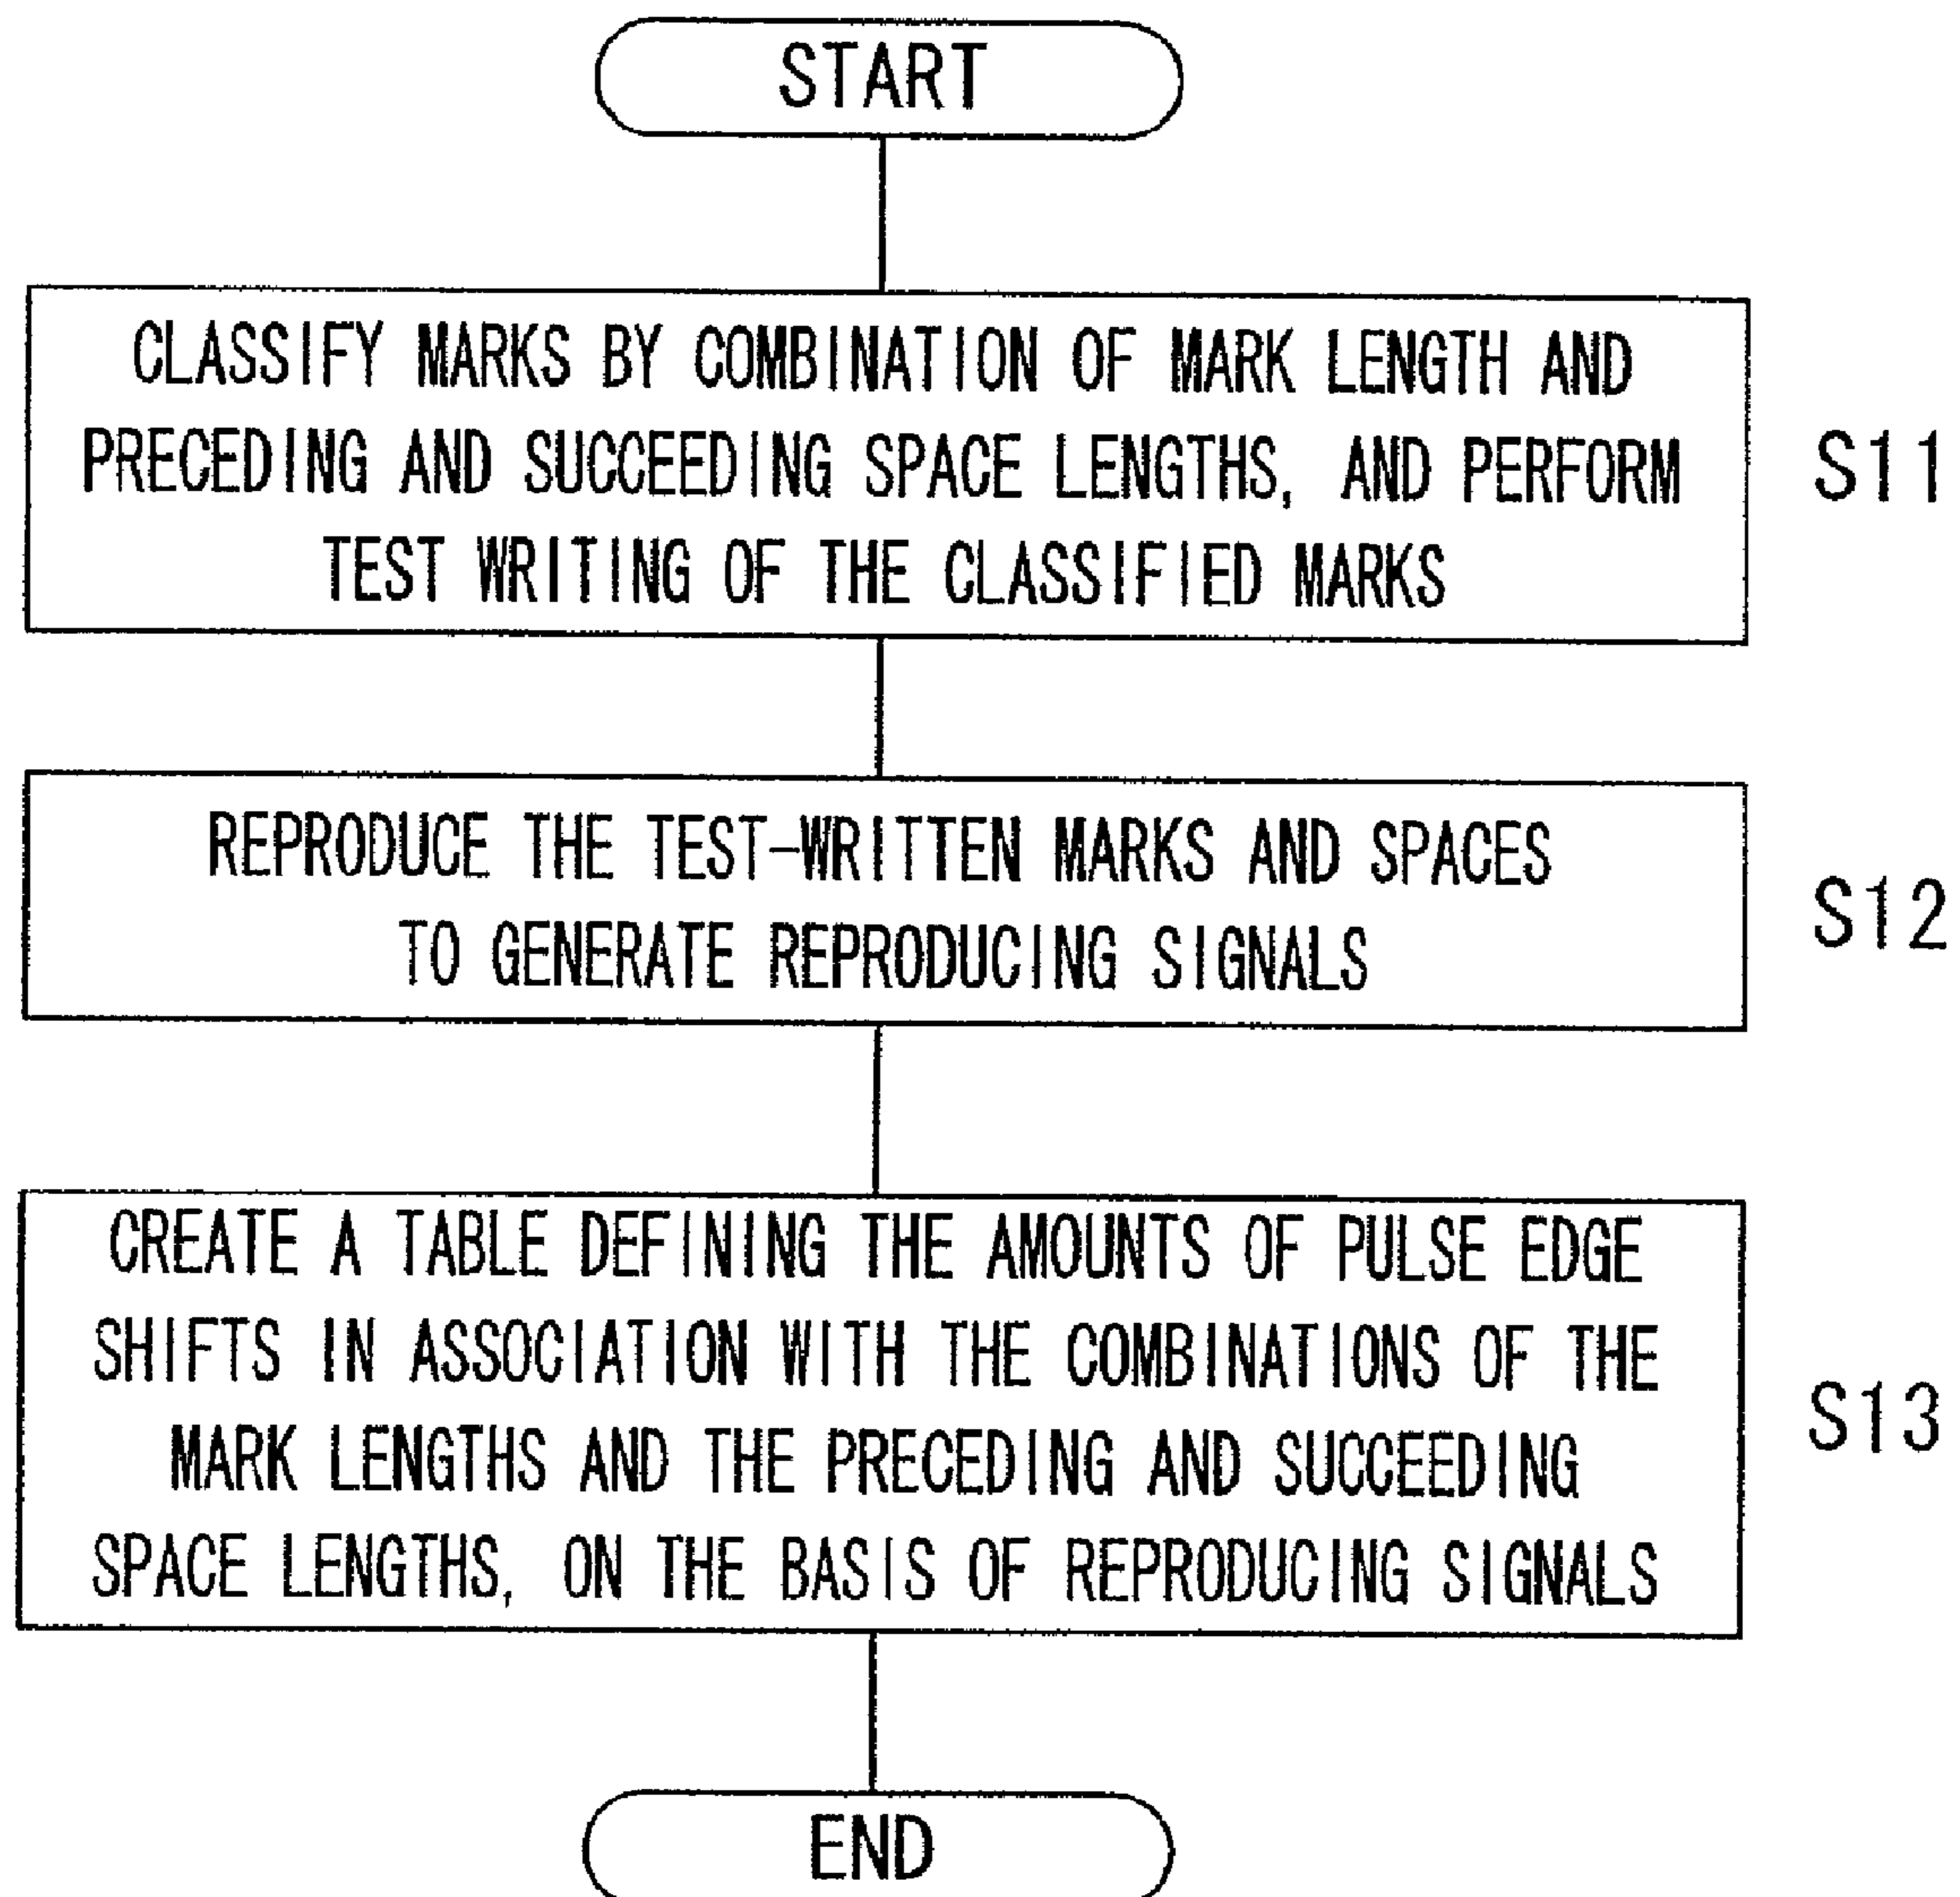 START
CLASSIFY MARKS BY COMBINATION OF MARK LENGTH AND
PRECEDING AND SUCCEEDING SPACE LENGTHS, AND PERFORM
TEST WRITING OF THE CLASSIFIED MARKS
S11
REPRODUCE THE TEST-WRITTEN MARKS AND SPACES
TO GENERATE REPRODUCING SIGNALS
S12
CREATE A TABLE DEFINING THE AMOUNTS OF PULSE EDGE
SHIFTS IN ASSOCIATION WITH THE COMBINATIONS OF THE
MARK LENGTHS AND THE PRECEDING AND SUCCEEDING
SPACE LENGTHS, ON THE BASIS OF REPRODUCING SIGNALS
S13
END